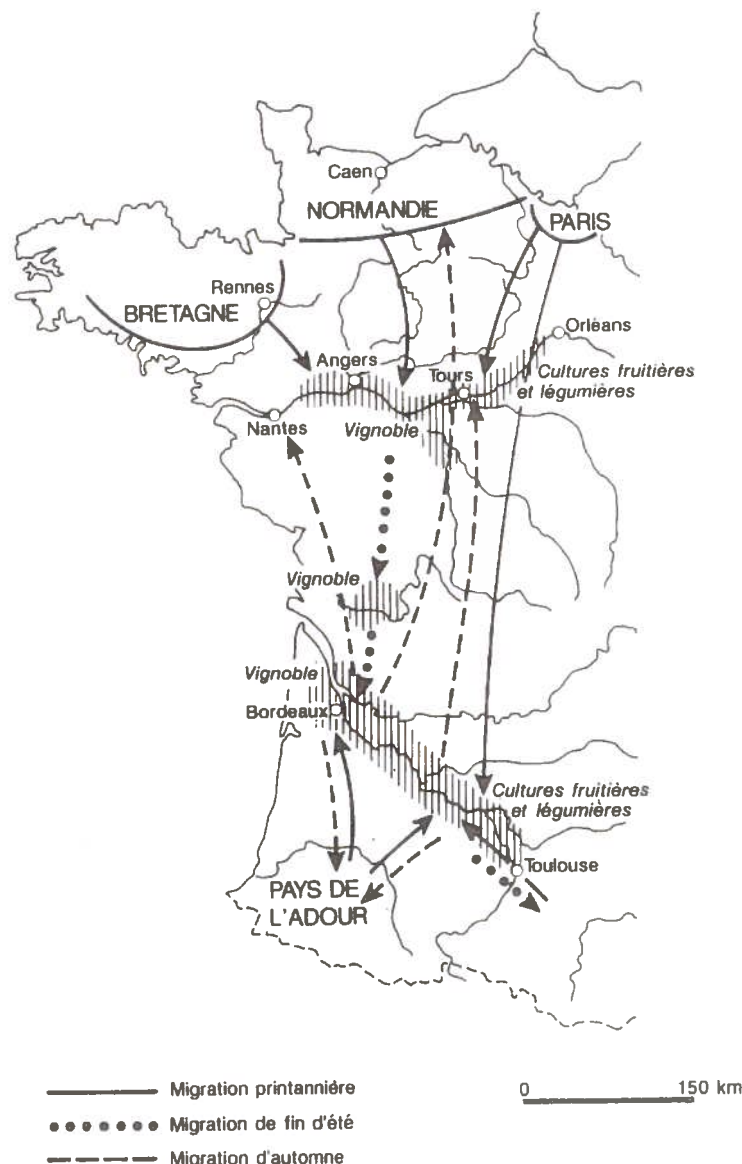 Caen
NORMANDIE
PARIS
Rennes
BRETAGNE
Orléans
Angers
Tours
Cultures fruitières
et légumières
Nantes
Vignoble
Vignoble
Vignoble
Bordeaux
Cultures fruitières
et légumières
Toulouse
PAYS DE
L'ADOUR
Migration printannière
0 150 km
Migration de fin d'été
Migration d'automne